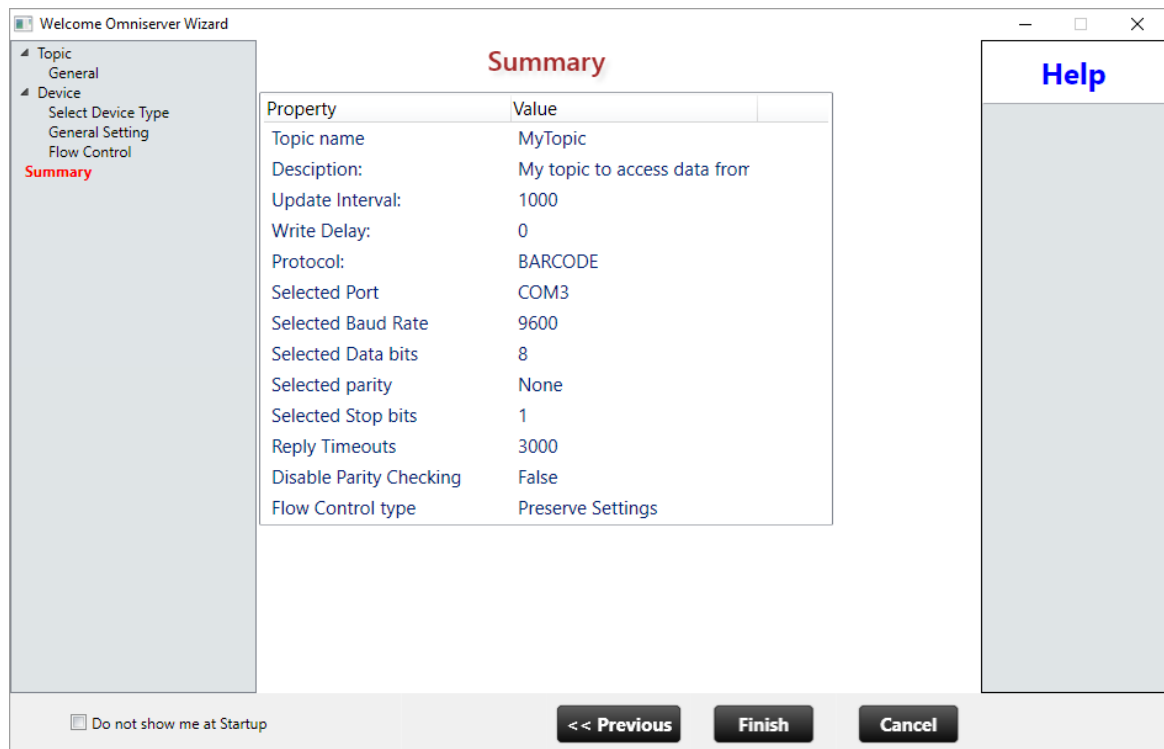 Welcome Omniserver Wizard
Topic
General
Device
Select Device Type
General Setting
Flow Control
Summary
Summary
Property Value
Topic name MyTopic
Desciption: My topic to access data from
Update Interval: 1000
Write Delay: 0
Protocol: BARCODE
Selected Port COM3
Selected Baud Rate 9600
Selected Data bits 8
Selected parity None
Selected Stop bits 1
Reply Timeouts 3000
Disable Parity Checking False
Flow Control type Preserve Settings
Help
Do not show me at Startup
<< Previous Finish Cancel